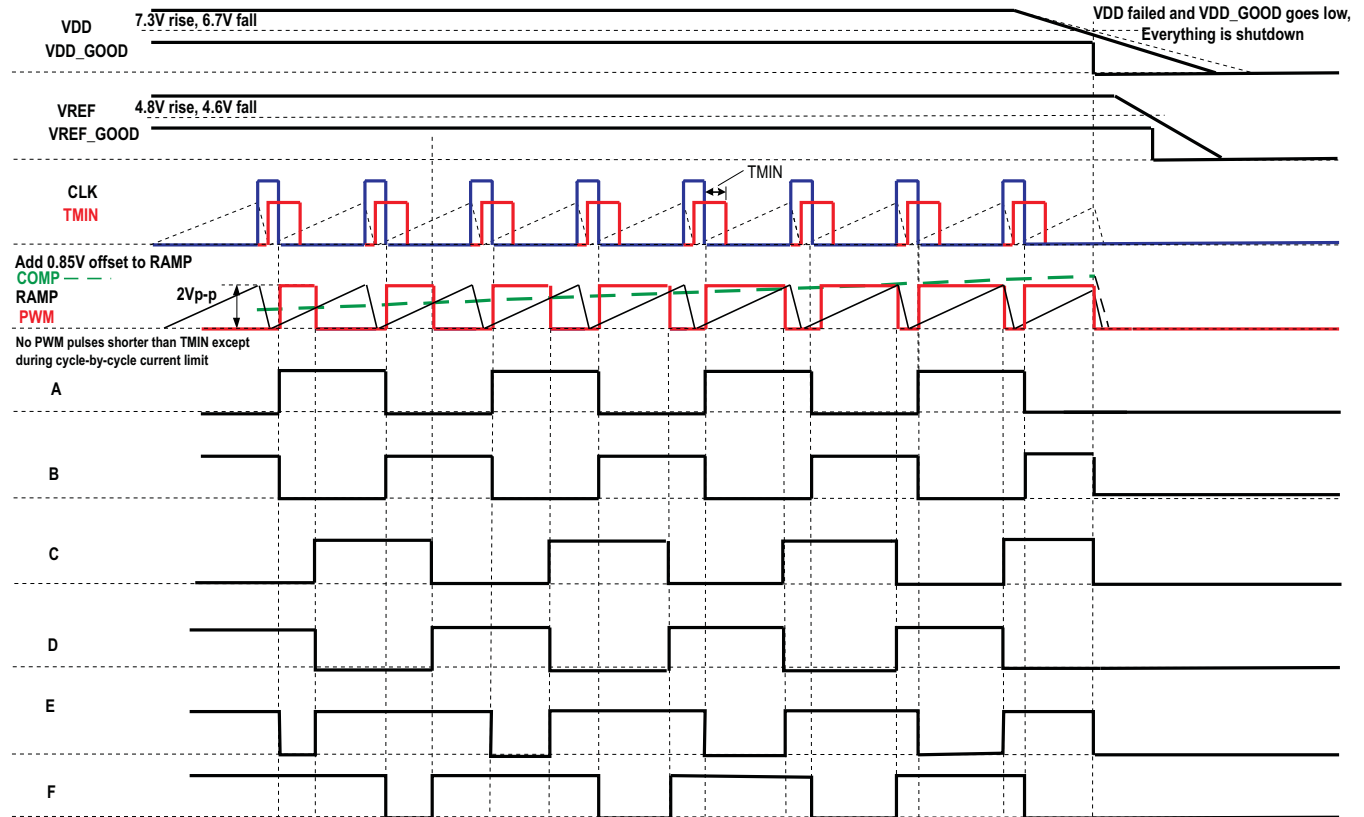 VDD
7.3V rise, 6.7V fall
VDD failed and VDD_GOOD goes low,
Everything is shutdown
VDD_GOOD
VREF
4.8V rise, 4.6V fall
VREF_GOOD
CLK
TMIN
TMIN
Add 0.85V offset to RAMP
COMP
RAMP
2Vp-p
PWM
No PWM pulses shorter than TMIN except
during cycle-by-cycle current limit
A
B
C
D
E
F